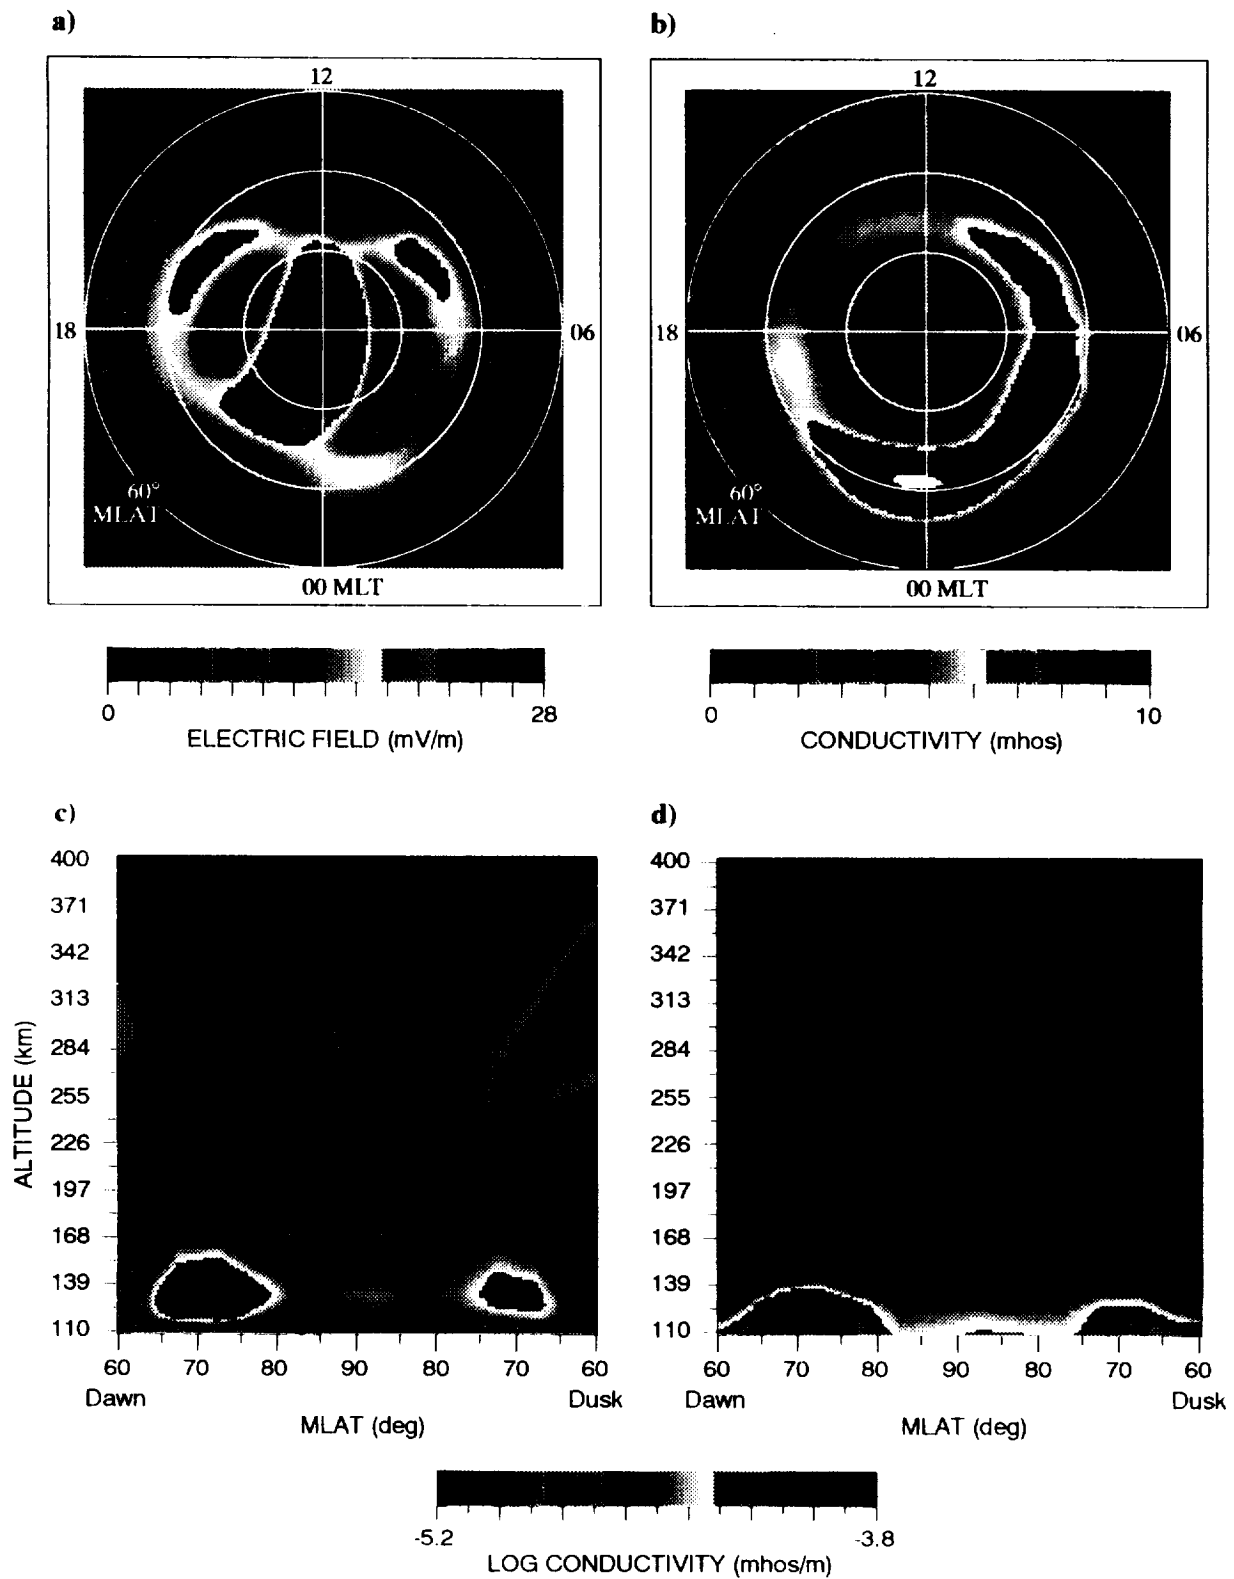 a)
b)
12
12
18
06
18
06
60°
MLAT
60°
MLAT
00 MLT
00 MLT
0
28
0
10
ELECTRIC FIELD (mV/m)
CONDUCTIVITY (mhos)
c)
d)
400
371
342
313
284
255
226
197
168
139
110
ALTITUDE (km)
400
371
342
313
284
255
226
197
168
139
110
60 70 80 90 80 70 60
60 70 80 90 80 70 60
Dawn
Dusk
Dawn
Dusk
MLAT (deg)
MLAT (deg)
-5.2
-3.8
LOG CONDUCTIVITY (mhos/m)